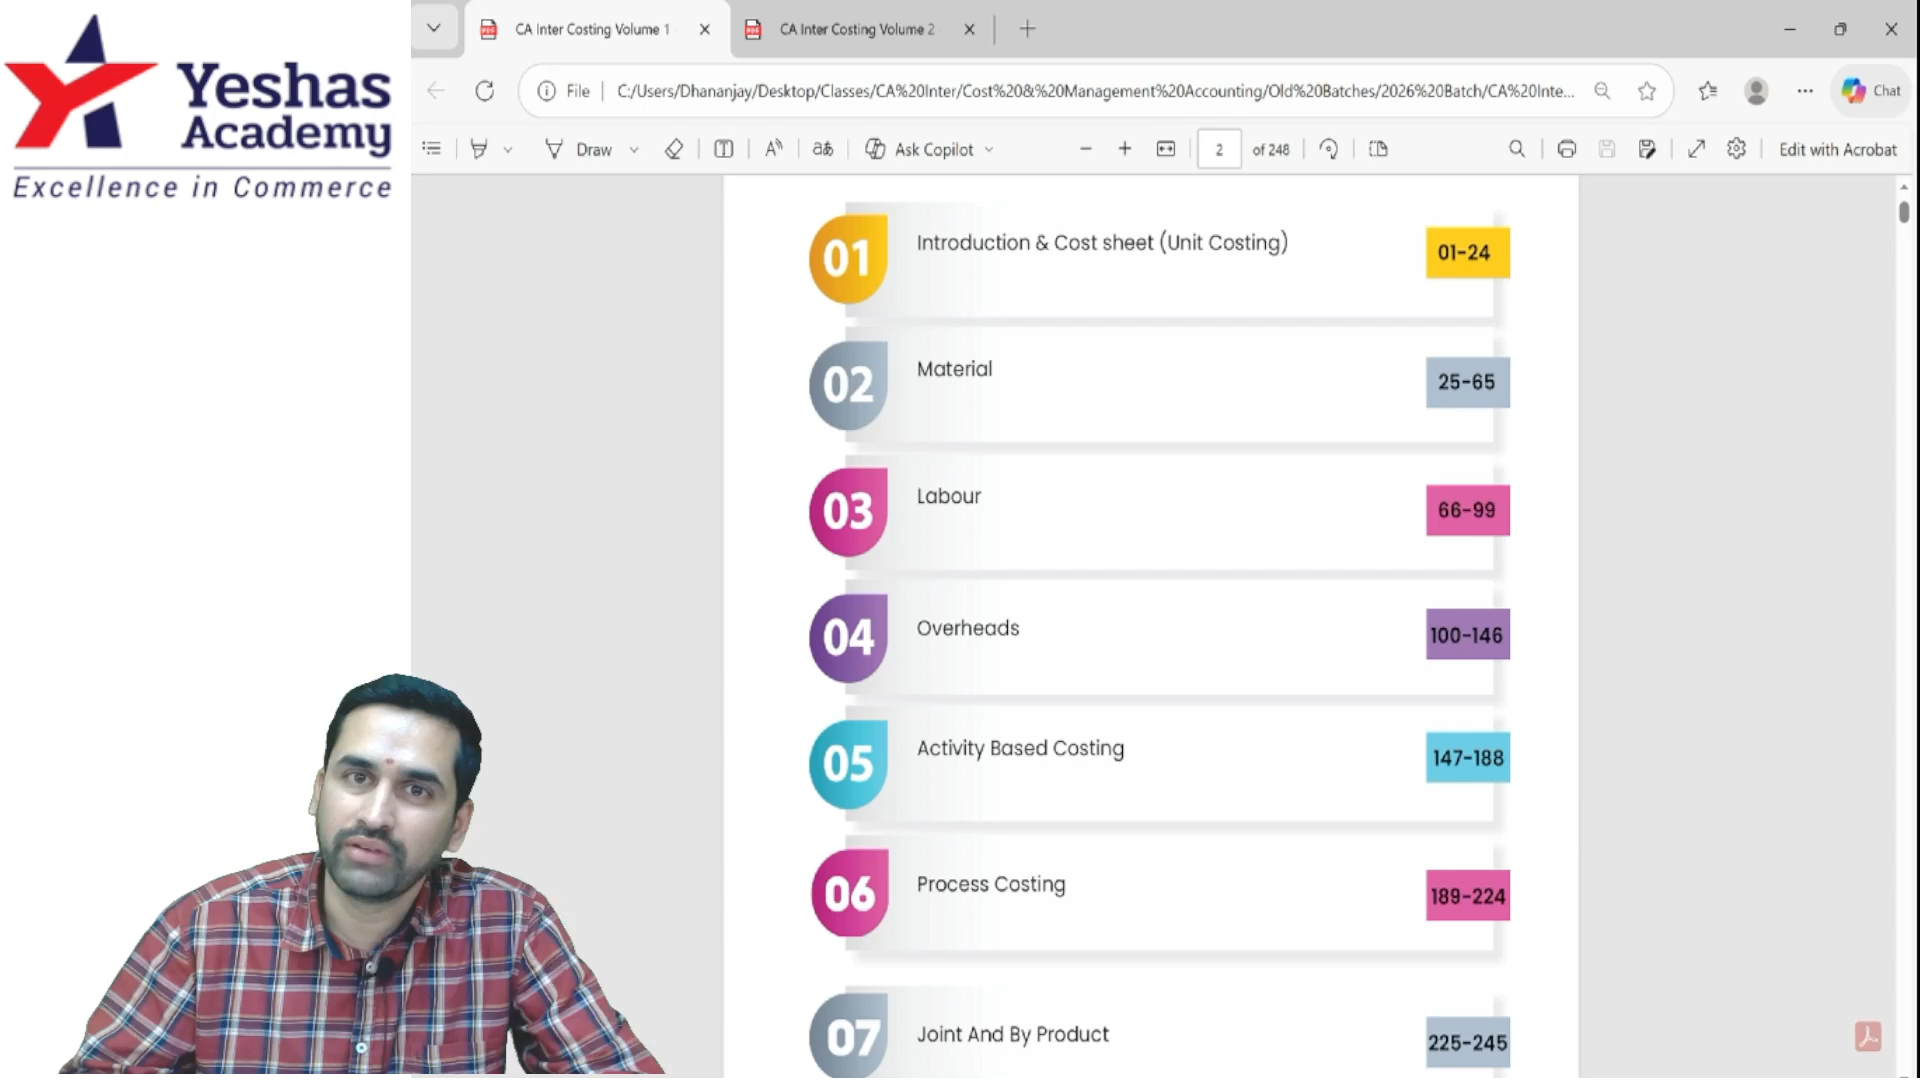 Yeshas
Academy
Excellence in Commerce
CA Inter Costing Volume 1
CA Inter Costing Volume 2
File
C:/Users/Dhananjay/Desktop/Classes/CA%20Inter/Cost%20&%20Management%20Accounting/Old%20Batches/2026%20Batch/CA%20Inte...
Chat
Draw
Ask Copilot
2 of 248
Edit with Acrobat
01 Introduction & Cost sheet (Unit Costing) 01-24
02 Material 25-65
03 Labour 66-99
04 Overheads 100-146
05 Activity Based Costing 147-188
06 Process Costing 189-224
07 Joint And By Product 225-245